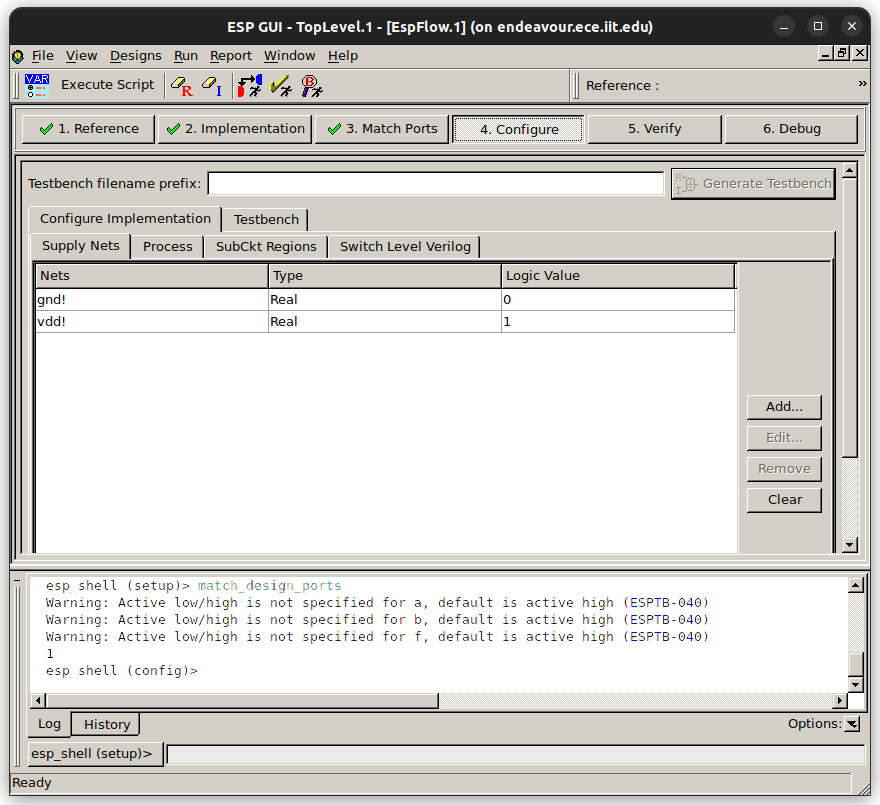 ESP GUI - TopLevel.1 - [EspFlow.1] (on endeavour.ece.iit.edu)
File View Designs Run Report Window Help
VAR Execute Script R I R Reference : »
1. Reference 2. Implementation 3. Match Ports 4. Configure 5. Verify 6. Debug
Testbench filename prefix: R I Generate Testbench
Configure Implementation Testbench
Supply Nets Process SubCkt Regions Switch Level Verilog
Nets Type Logic Value
gnd! Real 0
vdd! Real 1
Add...
Edit...
Remove
Clear
esp_shell (setup)> match_design_ports
Warning: Active low/high is not specified for a, default is active high (ESPTB-040)
Warning: Active low/high is not specified for b, default is active high (ESPTB-040)
Warning: Active low/high is not specified for f, default is active high (ESPTB-040)
1
esp_shell (config)>
Log History Options:
esp_shell (setup)>
Ready